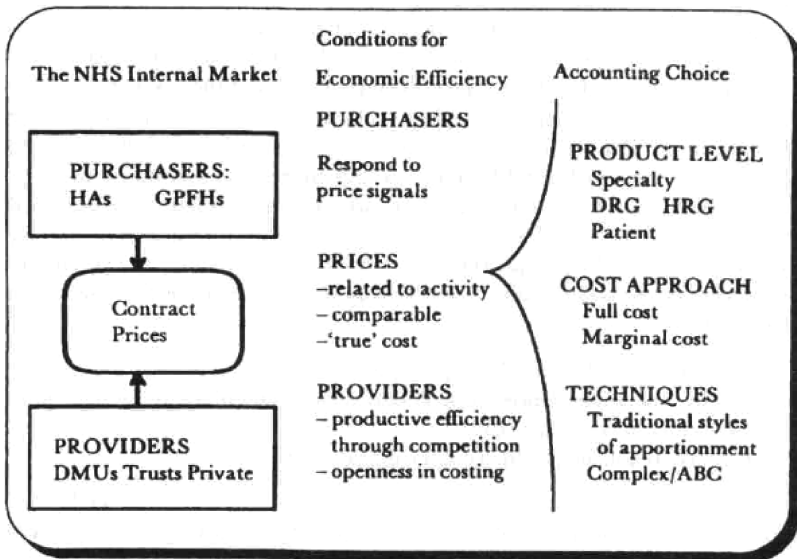 The NHS Internal Market
PURCHASERS:
HAs GPFHs
Contract
Prices
PROVIDERS
DMUs Trusts Private
Conditions for
Economic Efficiency
PURCHASERS
Respond to
price signals
PRICES
–related to activity
–comparable
–‘true’ cost
PROVIDERS
– productive efficiency
through competition
– openness in costing
Accounting Choice
PRODUCT LEVEL
Specialty
DRG HRG
Patient
COST APPROACH
Full cost
Marginal cost
TECHNIQUES
Traditional styles
of apportionment
Complex/ABC